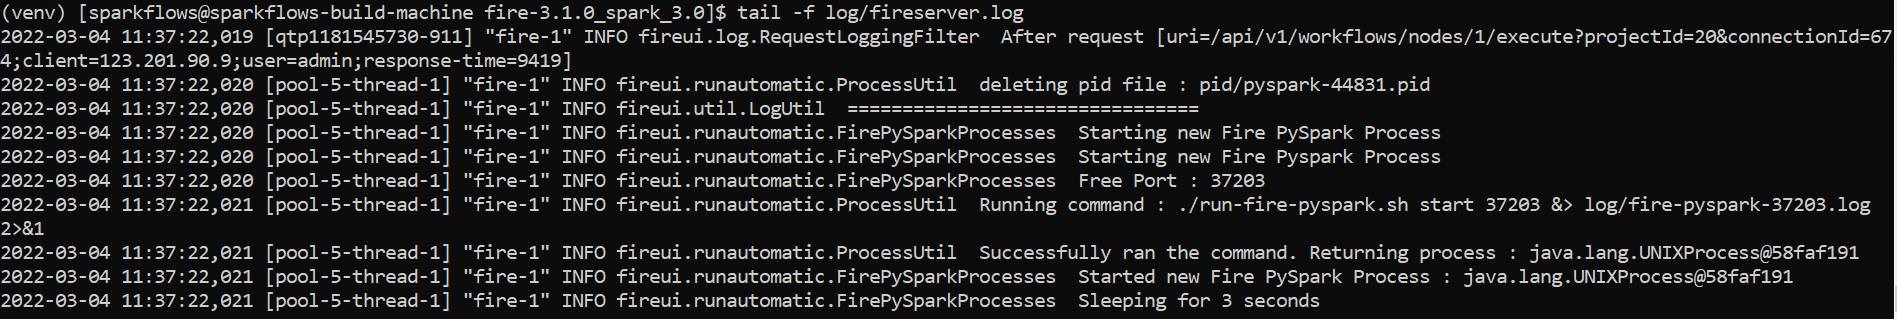 (venv) [sparkflows@sparkflows-build-machine fire-3.1.0_spark_3.0]$ tail -f log/fireserver.log
2022-03-04 11:37:22,019 [qtp1181545730-911] "fire-1" INFO fireui.log.RequestLoggingFilter  After request [uri=/api/v1/workflows/nodes/1/execute?projectId=20&connectionId=67
4;client=123.201.90.9;user=admin;response-time=9419]
2022-03-04 11:37:22,020 [pool-5-thread-1] "fire-1" INFO fireui.runautomatic.ProcessUtil  deleting pid file : pid/pyspark-44831.pid
2022-03-04 11:37:22,020 [pool-5-thread-1] "fire-1" INFO fireui.util.LogUtil  ================================
2022-03-04 11:37:22,020 [pool-5-thread-1] "fire-1" INFO fireui.runautomatic.FirePySparkProcesses  Starting new Fire PySpark Process
2022-03-04 11:37:22,020 [pool-5-thread-1] "fire-1" INFO fireui.runautomatic.FirePySparkProcesses  Starting new Fire Pyspark Process
2022-03-04 11:37:22,020 [pool-5-thread-1] "fire-1" INFO fireui.runautomatic.FirePySparkProcesses  Free Port : 37203
2022-03-04 11:37:22,021 [pool-5-thread-1] "fire-1" INFO fireui.runautomatic.ProcessUtil  Running command : ./run-fire-pyspark.sh start 37203 &> log/fire-pyspark-37203.log
2>&1
2022-03-04 11:37:22,021 [pool-5-thread-1] "fire-1" INFO fireui.runautomatic.ProcessUtil  Successfully ran the command. Returning process : java.lang.UNIXProcess@58faf191
2022-03-04 11:37:22,021 [pool-5-thread-1] "fire-1" INFO fireui.runautomatic.FirePySparkProcesses  Started new Fire PySpark Process : java.lang.UNIXProcess@58faf191
2022-03-04 11:37:22,021 [pool-5-thread-1] "fire-1" INFO fireui.runautomatic.FirePySparkProcesses  Sleeping for 3 seconds